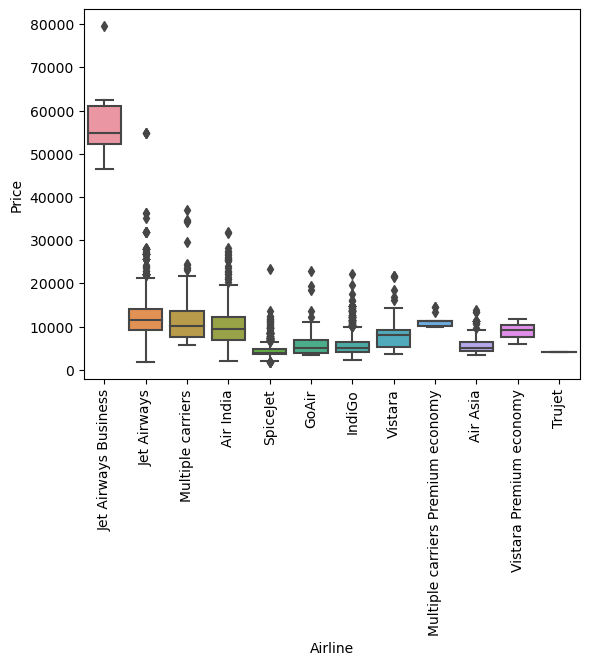 80000
70000
60000
50000
40000
30000
20000
10000
0
Price
Jet Airways Business
Jet Airways
Multiple carriers
Air India
SpiceJet
GoAir
IndiGo
Vistara
Multiple carriers Premium economy
Air Asia
Vistara Premium economy
Trujet
Airline